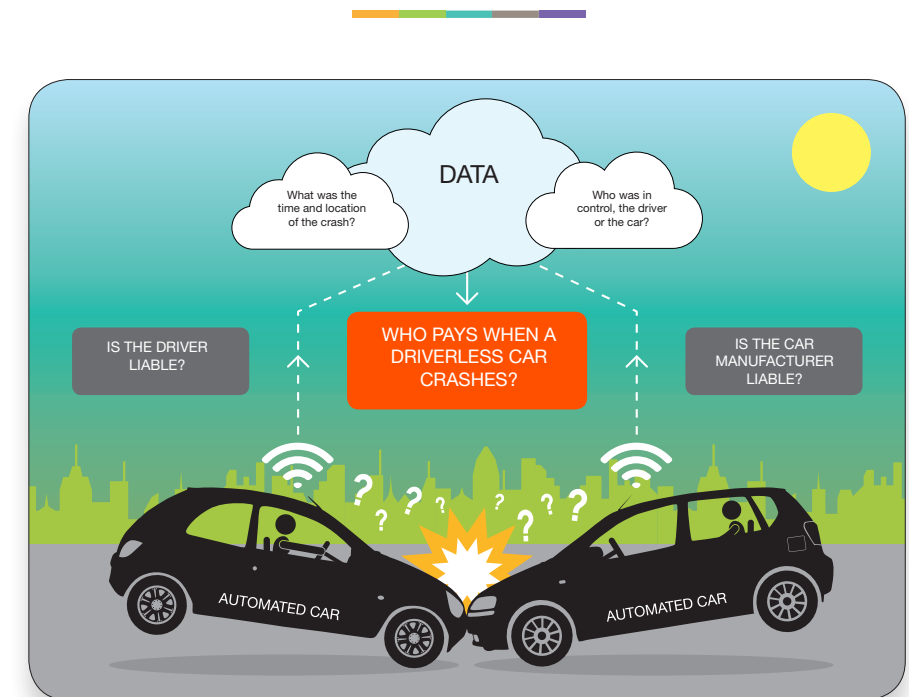 DATA
What was the
time and location
of the crash?
Who was in
control, the driver
or the car?
IS THE DRIVER
LIABLE?
WHO PAYS WHEN A
DRIVERLESS CAR
CRASHES?
IS THE CAR
MANUFACTURER
LIABLE?
? ? ? ? ? ? ? ?
AUTOMATED CAR
AUTOMATED CAR